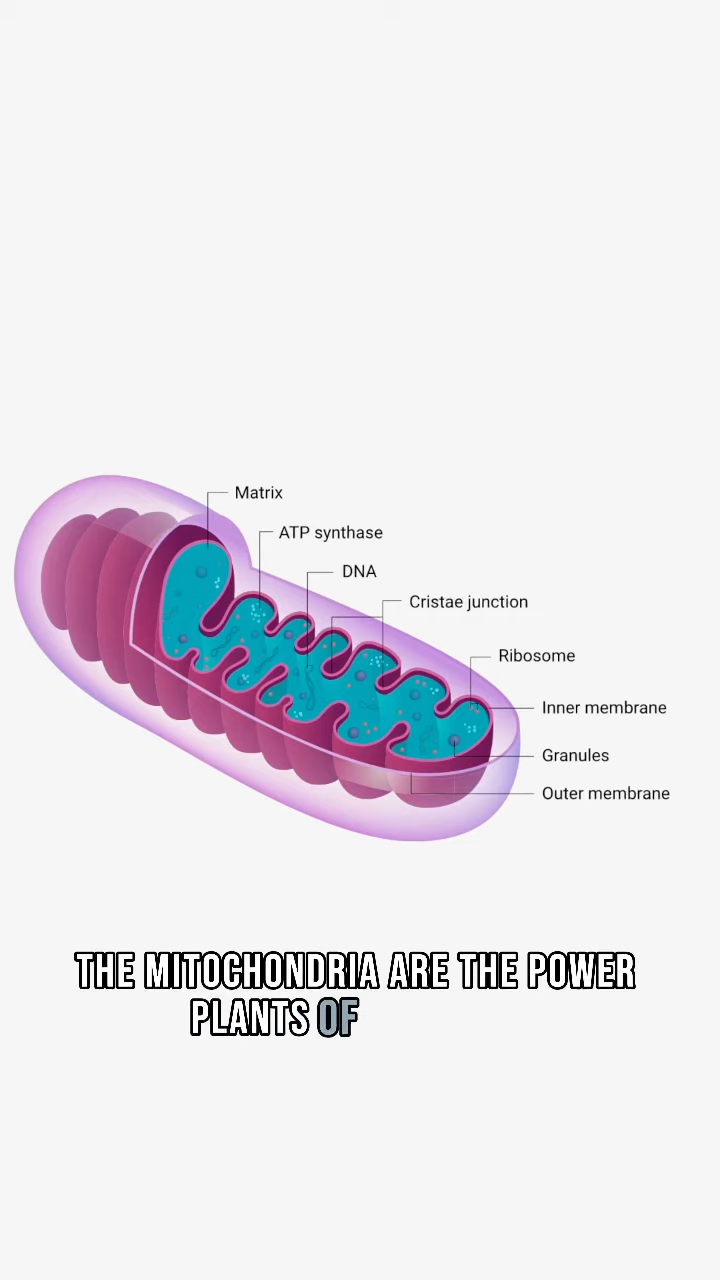 Matrix
ATP synthase
DNA
Cristae junction
Ribosome
Inner membrane
Granules
Outer membrane
THE MITOCHONDRIA ARE THE POWER
PLANTS OF